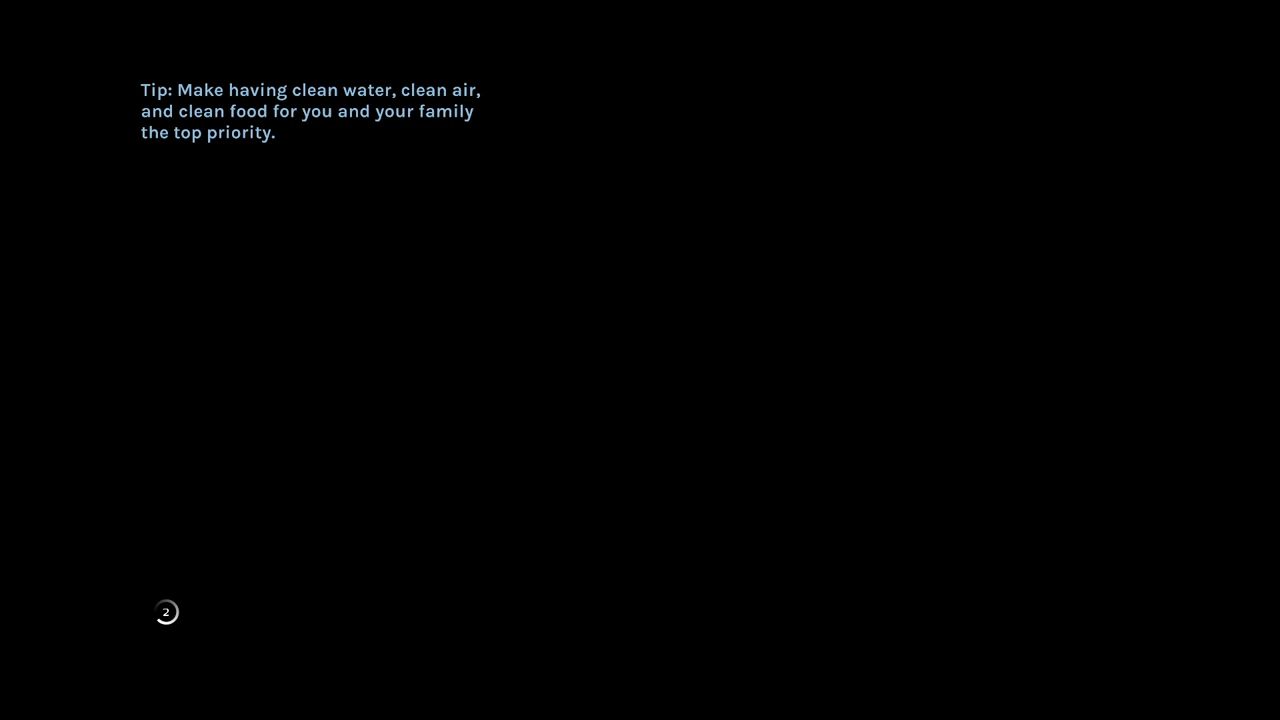 Tip: Make having clean water, clean air,
and clean food for you and your family
the top priority.
2